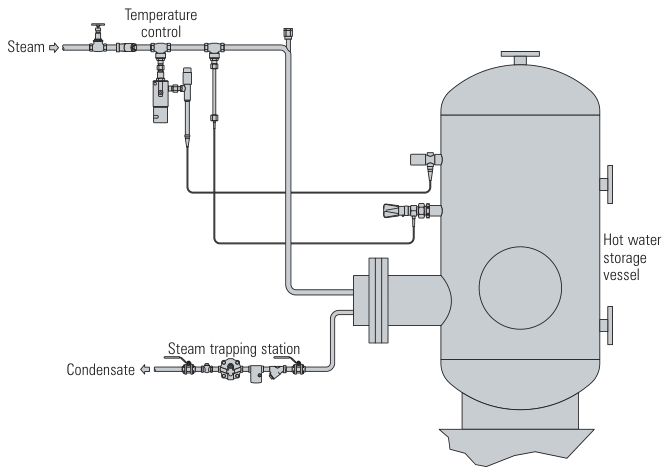 Temperature
control
Steam
Hot water
storage
vessel
Steam trapping station
Condensate